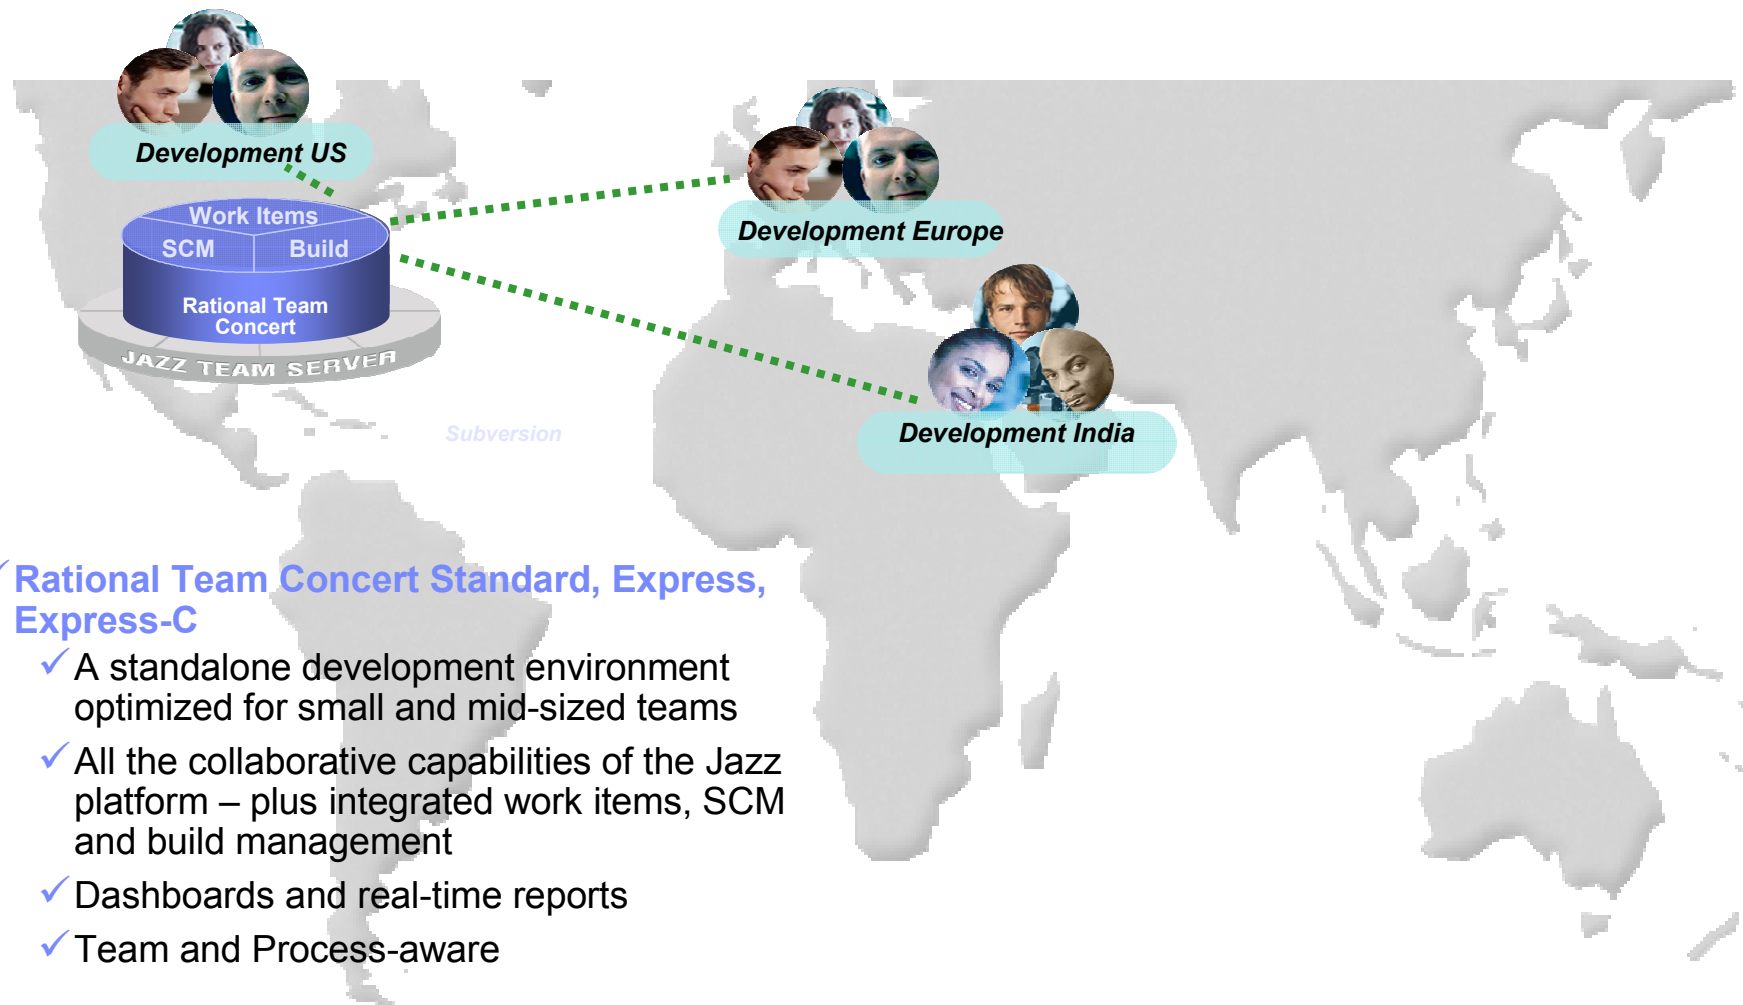 Development US
Work Items
SCM
Build
Rational Team
Concert
JAZZ TEAM SERVER
Development Europe
Development India
Subversion
✓ Rational Team Concert Standard, Express,
Express-C
✓ A standalone development environment
optimized for small and mid-sized teams
✓ All the collaborative capabilities of the Jazz
platform – plus integrated work items, SCM
and build management
✓ Dashboards and real-time reports
✓ Team and Process-aware